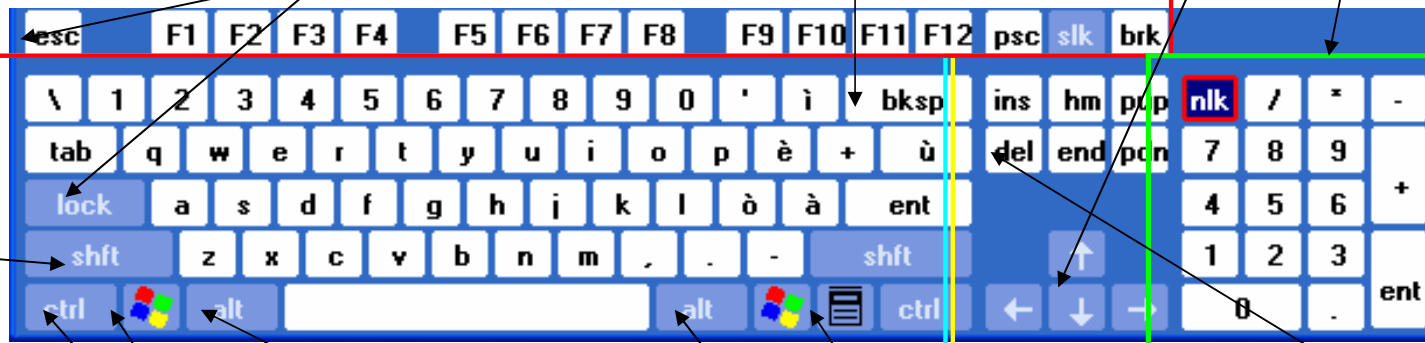 esc F1 F2 F3 F4 F5 F6 F7 F8 F9 F10 F11 F12 psc slk brk
\ 1 2 3 4 5 6 7 8 9 0 ' ì bksp ins hm pup nlk / * -
tab q w e r t y u i o p è + ù del end pdn 7 8 9 +
lock a s d f g h j k l ò à ent 4 5 6
shft z x c v b n m , . - shft ↑ 1 2 3 ent
ctrl alt alt ctrl ← ↓ → 0 .